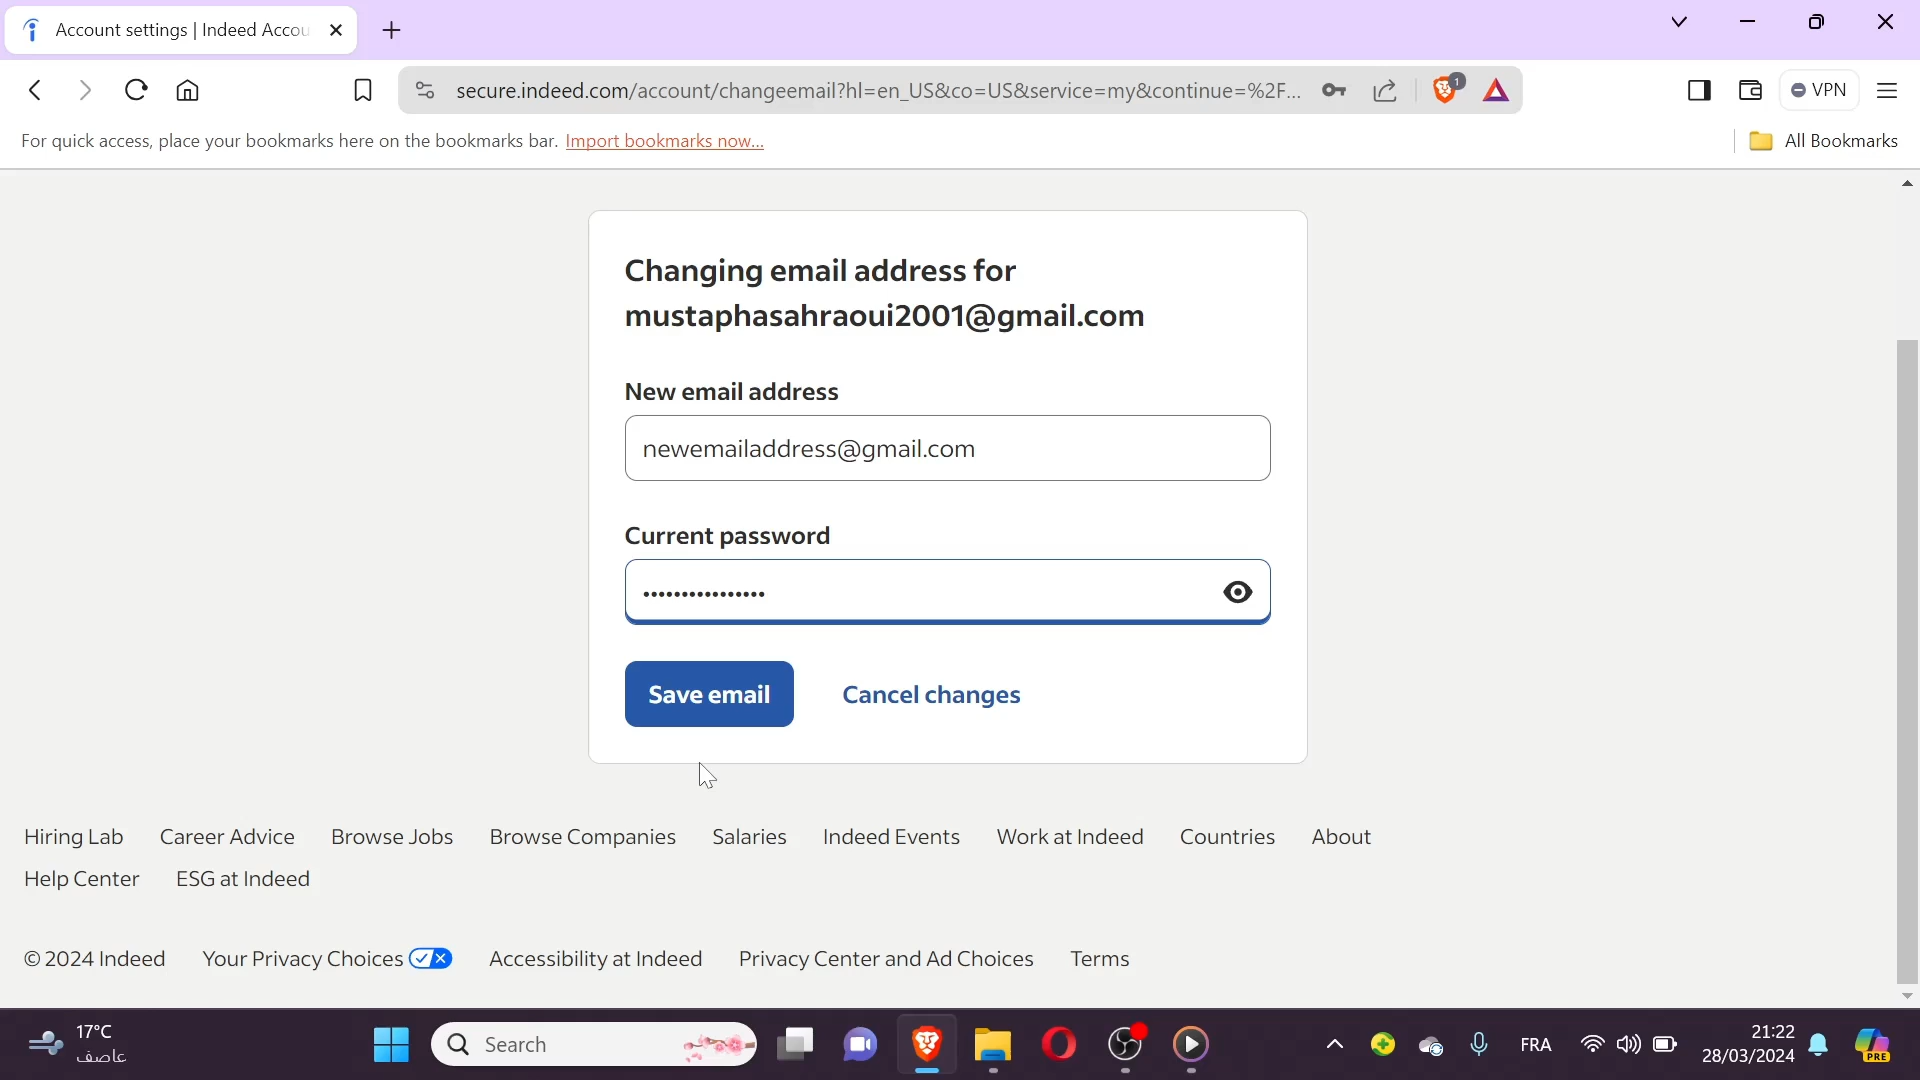 Account settings | Indeed Accou
secure.indeed.com/account/changeemail?hl=en_US&co=US&service=my&continue=%2F...
1
VPN
For quick access, place your bookmarks here on the bookmarks bar. Import bookmarks now...
All Bookmarks
Changing email address for
mustaphasahraoui2001@gmail.com
New email address
newemailaddress@gmail.com
Current password
••••••••••••••••
Save email
Cancel changes
Hiring Lab
Career Advice
Browse Jobs
Browse Companies
Salaries
Indeed Events
Work at Indeed
Countries
About
Help Center
ESG at Indeed
© 2024 Indeed
Your Privacy Choices
Accessibility at Indeed
Privacy Center and Ad Choices
Terms
17°C
عاصف
Search
FRA
21:22
28/03/2024
PRE